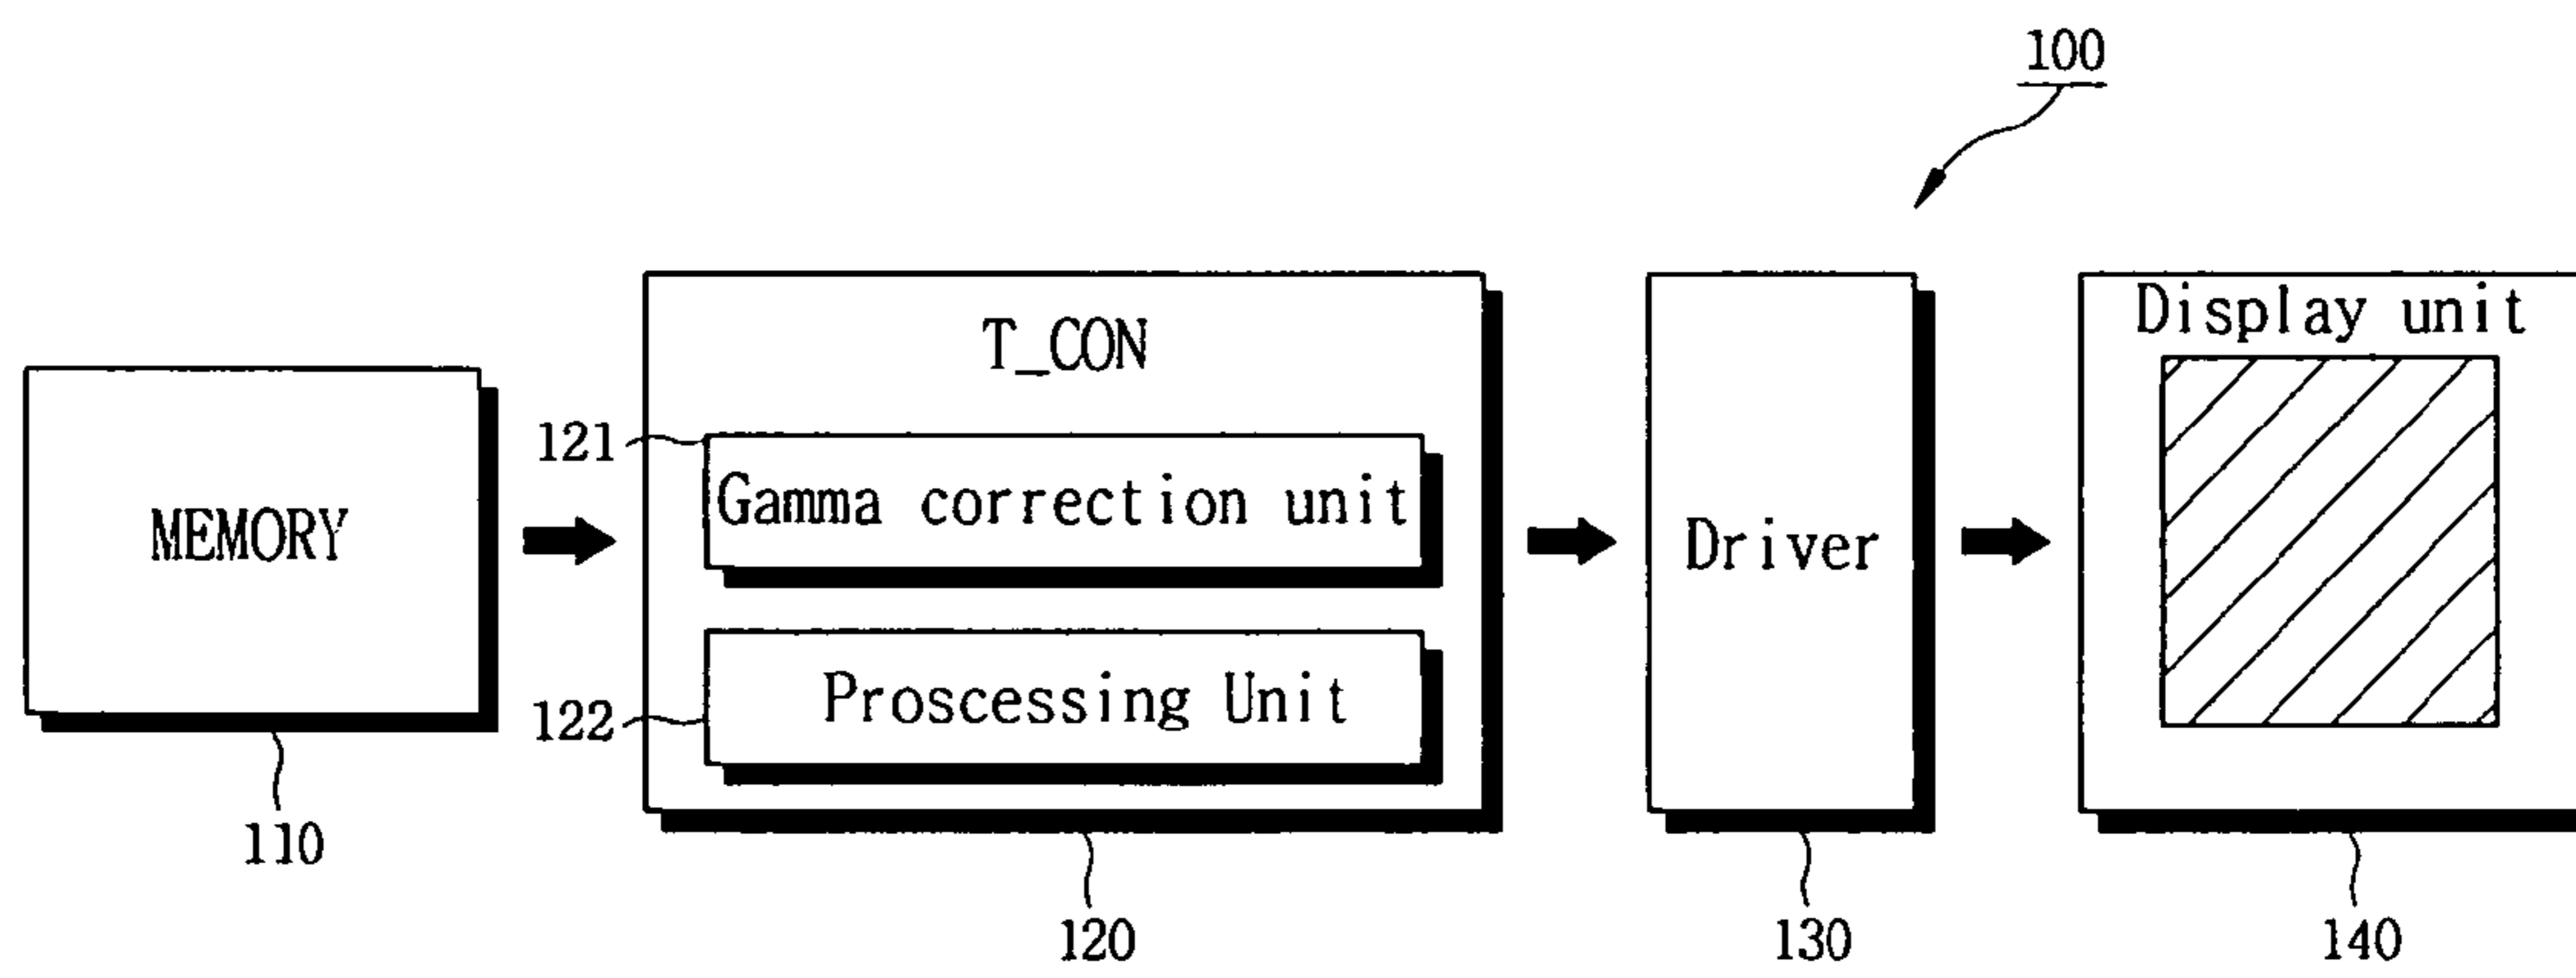 100
T_CON
Display unit
121
Gamma correction unit
MEMORY
Driver
122
Proscessing Unit
110
120
130
140